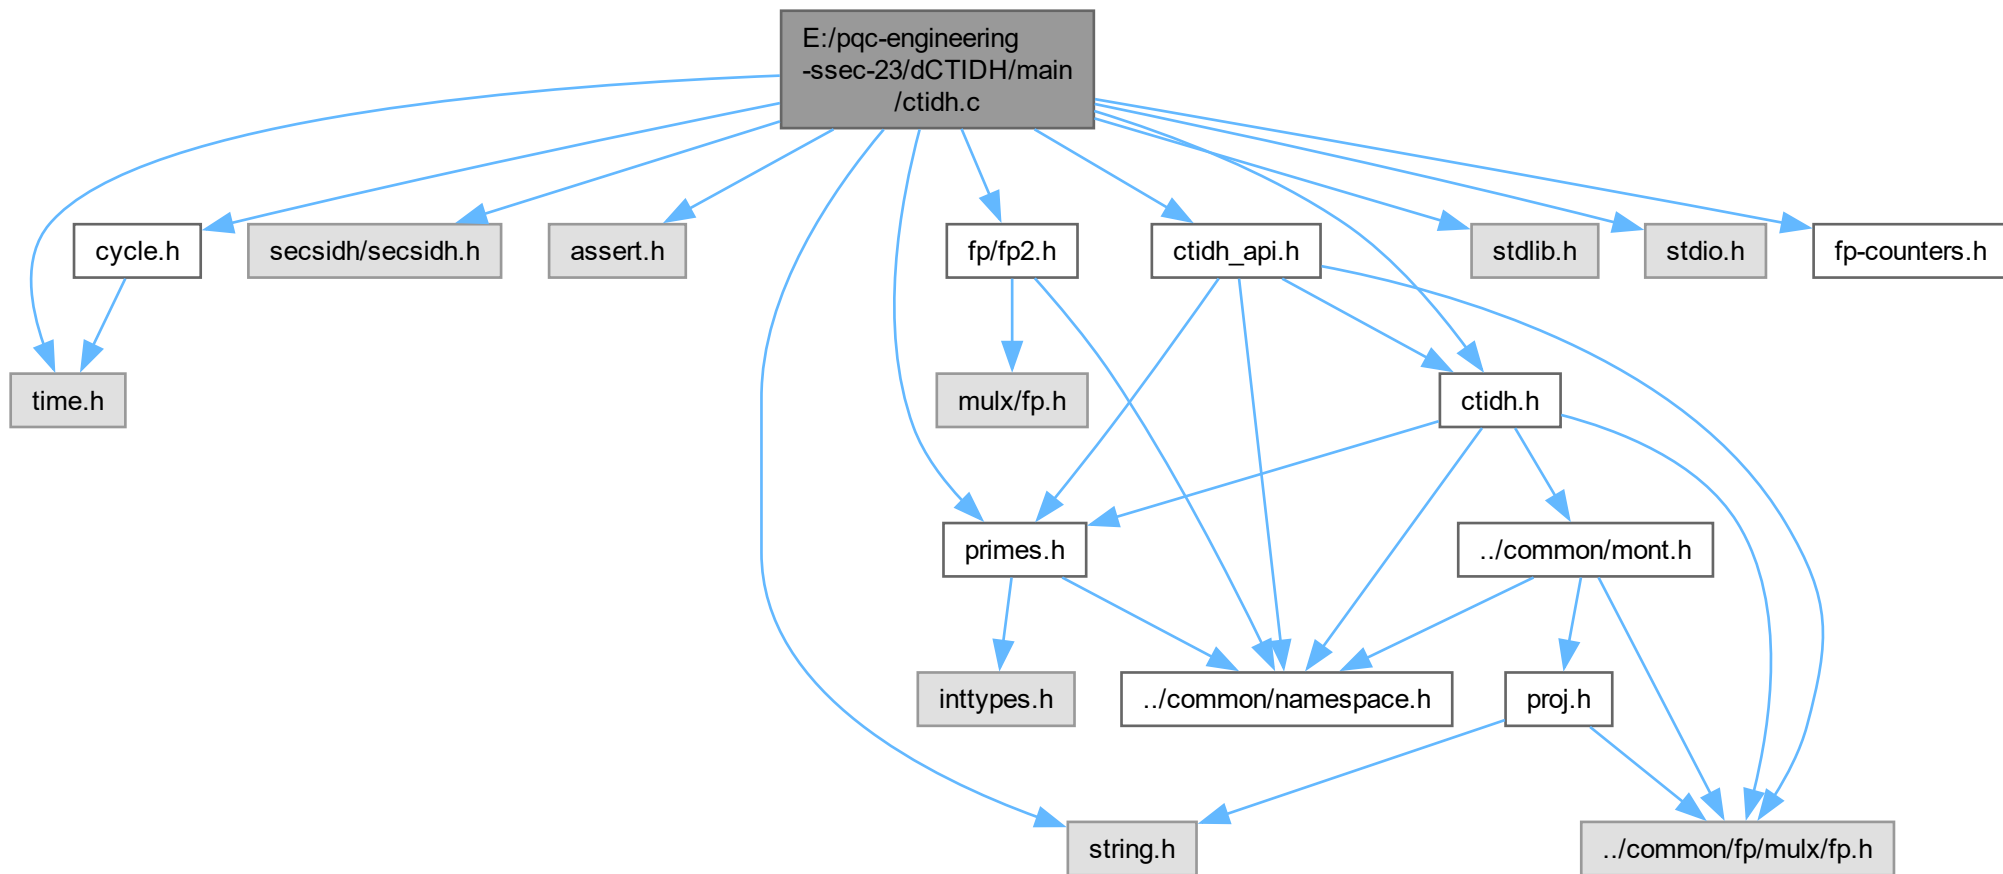 E:/pqc-engineering
-ssec-23/dCTIDH/main
/ctidh.c
cycle.h
secsidh/secsidh.h
assert.h
fp/fp2.h
ctidh_api.h
stdlib.h
stdio.h
fp-counters.h
time.h
mulx/fp.h
ctidh.h
primes.h
../common/mont.h
inttypes.h
../common/namespace.h
proj.h
string.h
../common/fp/mulx/fp.h